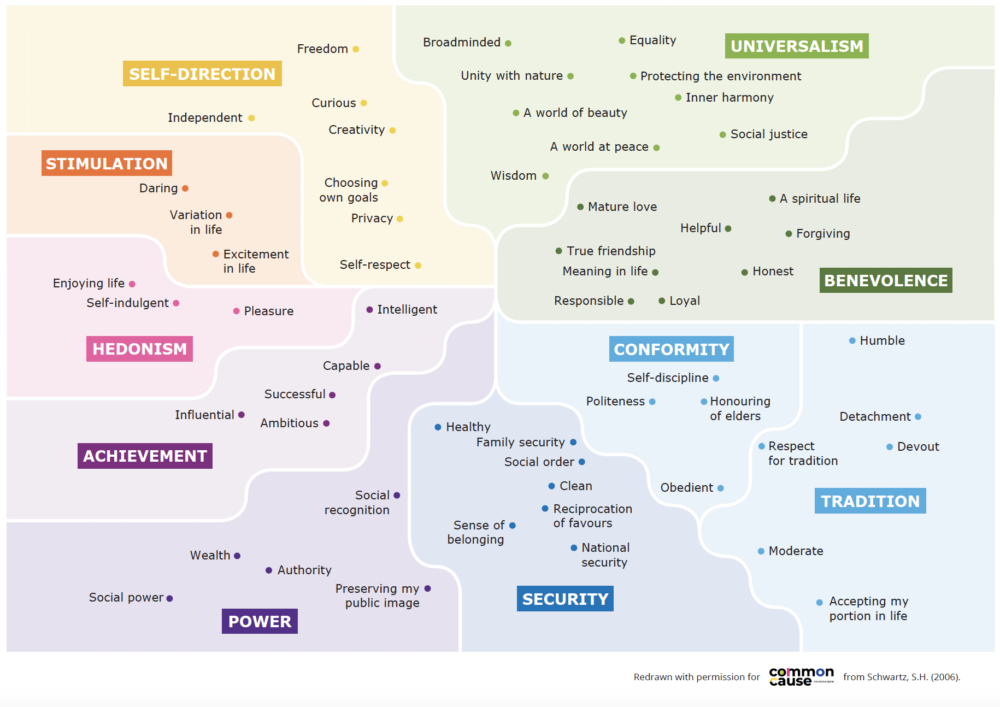 SELF-DIRECTION
Freedom
Curious
Independent
Creativity
Choosing
own goals
Privacy
Self-respect
UNIVERSALISM
Broadminded
Equality
Unity with nature
Protecting the environment
Inner harmony
A world of beauty
Social justice
A world at peace
Wisdom
STIMULATION
Daring
Variation
in life
Excitement
in life
BENEVOLENCE
A spiritual life
Mature love
Helpful
Forgiving
True friendship
Meaning in life
Honest
Responsible
Loyal
HEDONISM
Enjoying life
Self-indulgent
Pleasure
ACHIEVEMENT
Intelligent
Capable
Successful
Influential
Ambitious
CONFORMITY
Self-discipline
Politeness
Honouring
of elders
Obedient
TRADITION
Humble
Detachment
Respect
for tradition
Devout
Moderate
Accepting my
portion in life
SECURITY
Healthy
Family security
Social order
Clean
Reciprocation
of favours
Sense of
belonging
National
security
POWER
Social
recognition
Wealth
Authority
Preserving my
public image
Social power
Redrawn with permission for common cause from Schwartz, S.H. (2006).